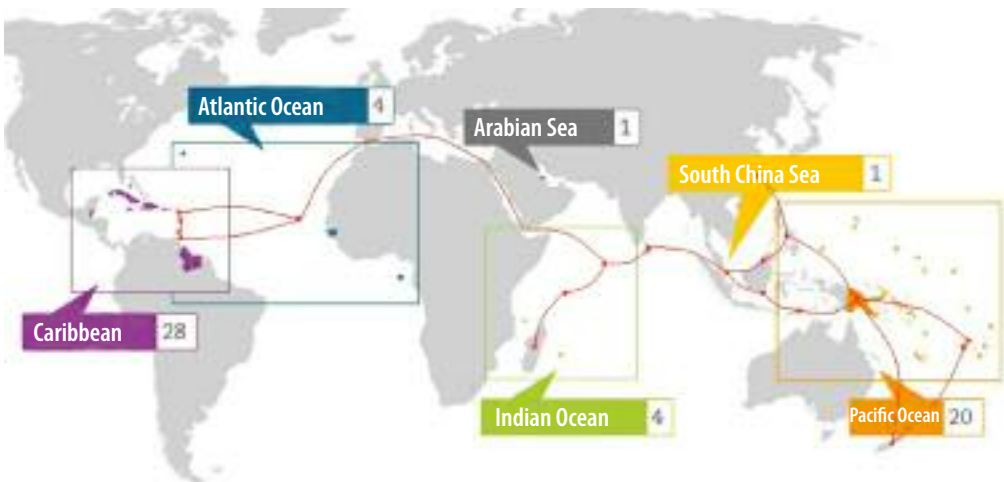 Atlantic Ocean 4
Arabian Sea 1
South China Sea 1
Caribbean 28
Indian Ocean 4
Pacific Ocean 20